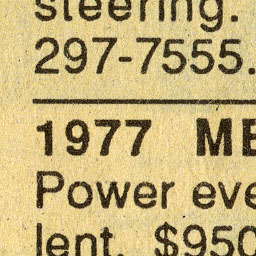 steering.
297-7555.
1977 ME
Power eve
lent. $950